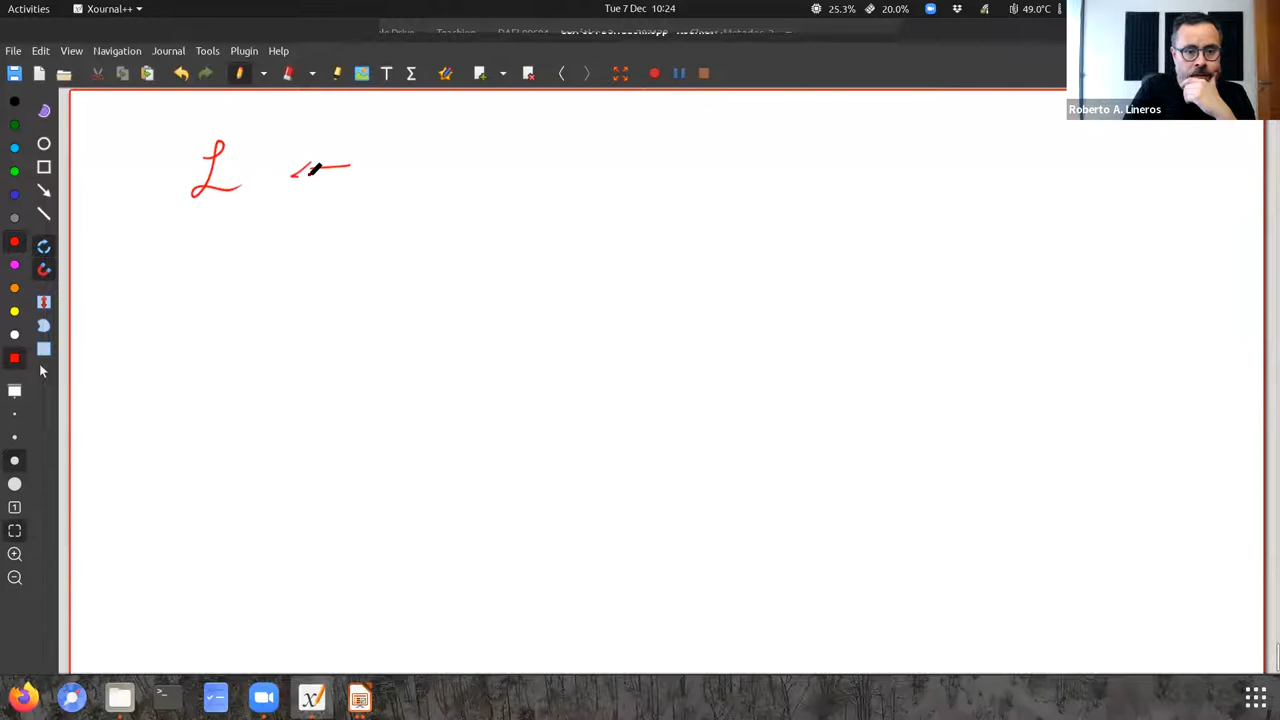 Activities Xournal++ Tue 7 Dec 10:24 25.3% 20.0% 49.0°C
File Edit View Navigation Journal Tools Plugin Help
Roberto A. Lineros
L ←